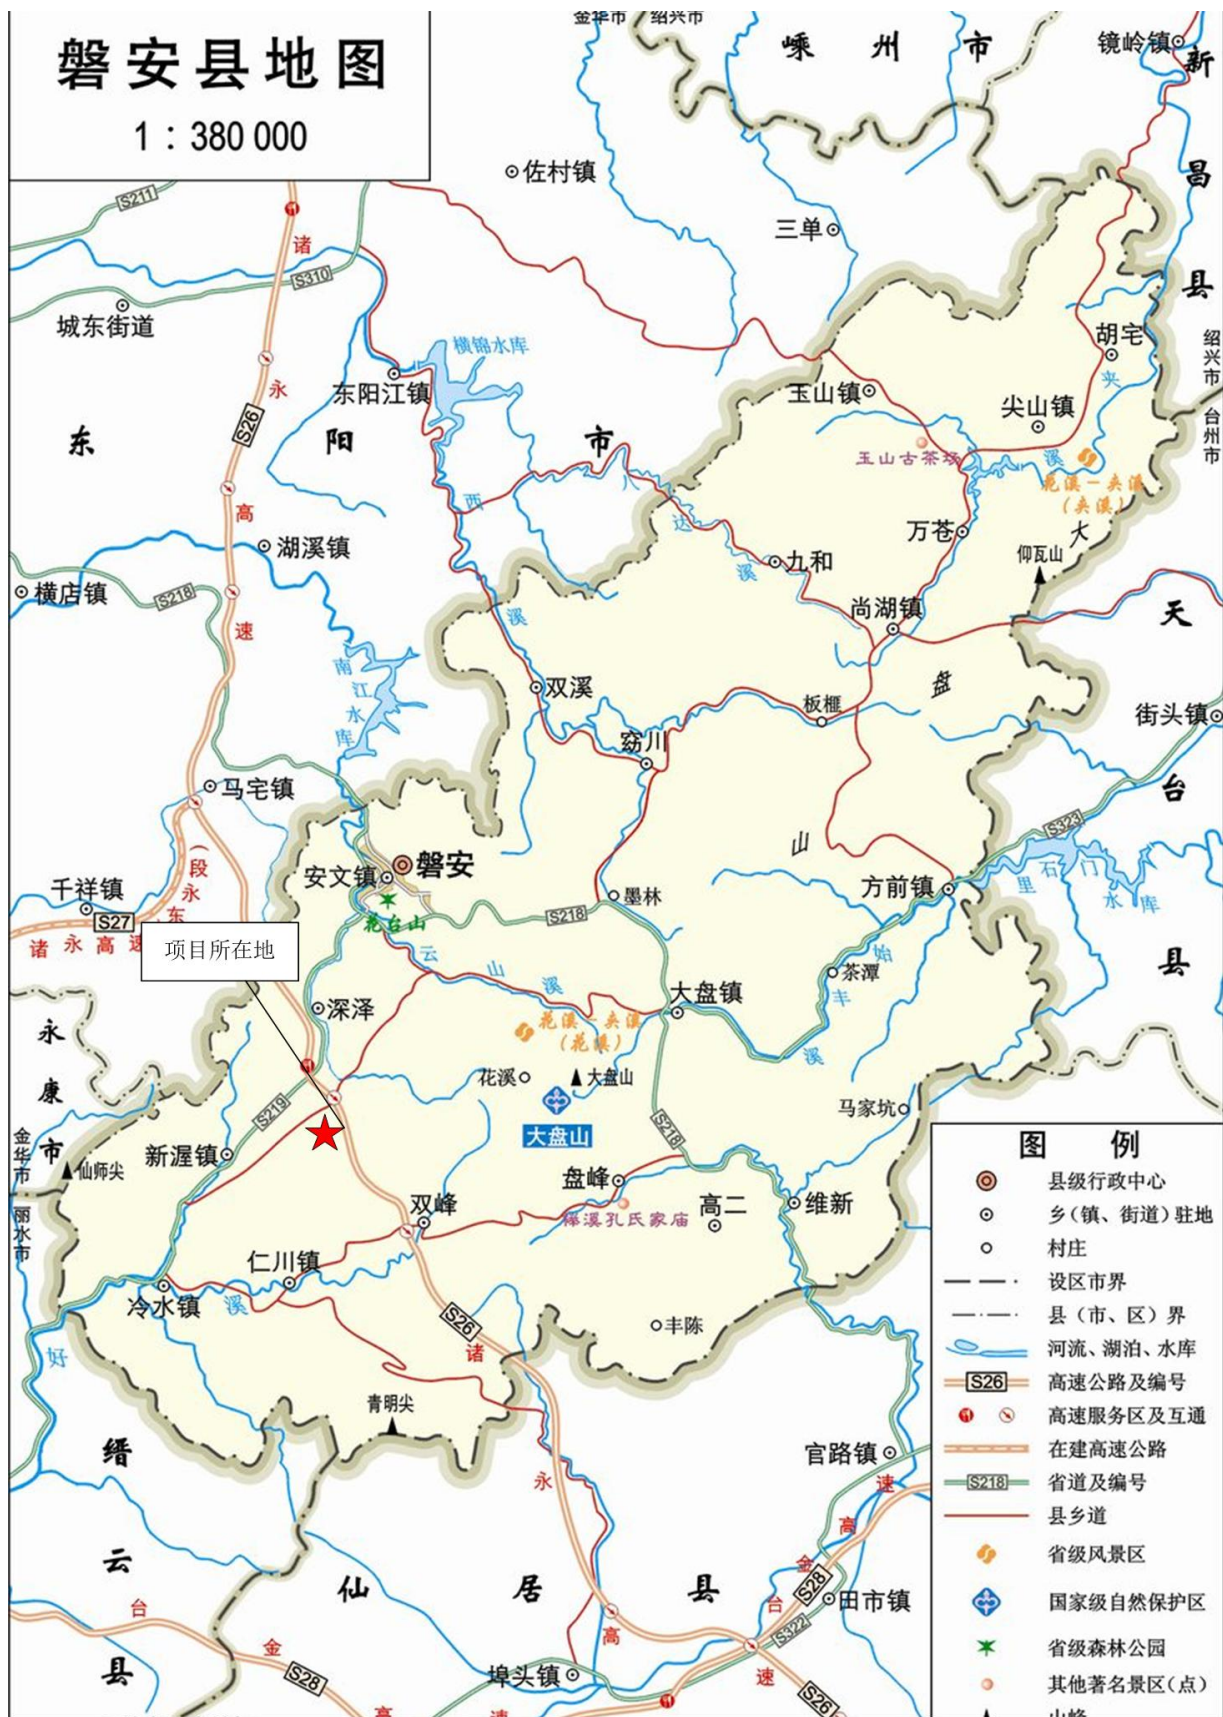 磐安县地图
1：380 000
金华市
绍兴市
嵊州市
镜岭镇
新昌县
佐村镇
三单
S211
诸
S310
城东街道
横锦水库
东阳江镇
永
S26
东阳市
胡宅
夹
绍兴市
台州市
玉山镇
尖山镇
玉山古茶场
溪
花溪－夹溪
（夹溪）
西
八
达
溪
高
湖溪镇
万苍
大
仰瓦山
九和
横店镇
S218
速
尚湖镇
天台县
溪
南江水库
双溪
盘
板榧
街头镇
窈川
马宅镇
山
S323
磐安
安文镇
（段永东
千祥镇
S27
诸永高速
墨林
S218
方前镇
里石门水库
花台山
项目所在地
云山溪
始
茶潭
丰
溪
深泽
大盘镇
花溪－夹溪
（花溪）
永康市
花溪
大盘山
大盘山
马家坑
S219
S218
金华市
丽水市
仙师尖
新渥镇
盘峰
双峰
高二
维新
榉溪孔氏家庙
仁川镇
冷水镇
溪
好
丰陈
S26
诸
青明尖
缙云县
官路镇
永
速
高
金
S28
台
田市镇
仙居县
S322
台
金
S28
高
高
埠头镇
速
速
S26
图例
县级行政中心
乡（镇、街道）驻地
村庄
设区市界
县（市、区）界
河流、湖泊、水库
S26 高速公路及编号
高速服务区及互通
在建高速公路
S218 省道及编号
县乡道
省级风景区
国家级自然保护区
省级森林公园
其他著名景区（点）
山峰